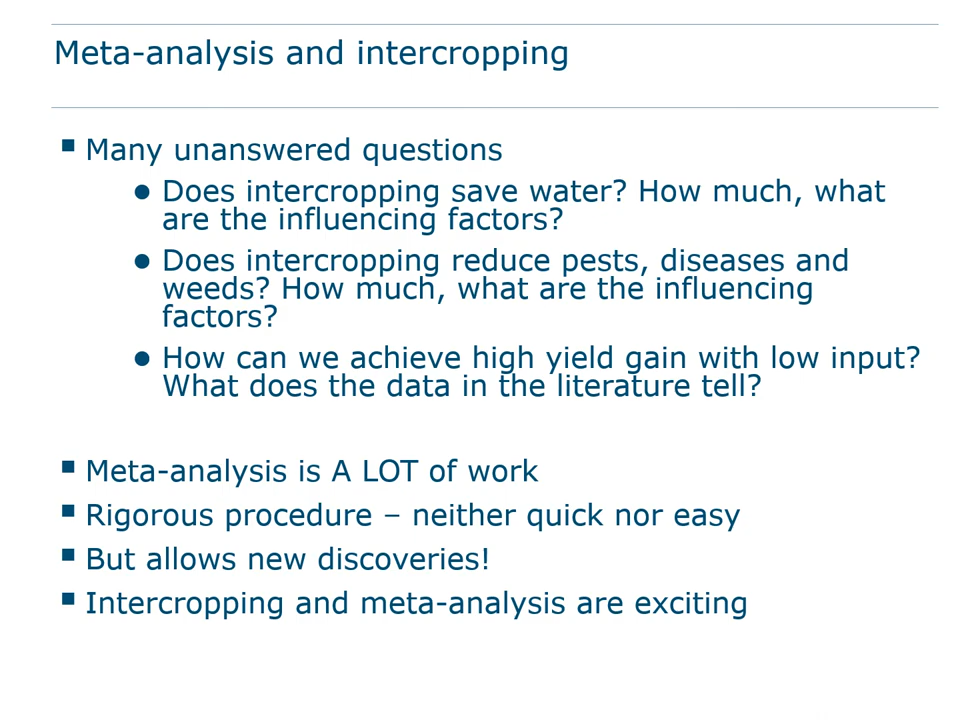 Meta-analysis and intercropping
▪ Many unanswered questions
● Does intercropping save water? How much, what
are the influencing factors?
● Does intercropping reduce pests, diseases and
weeds? How much, what are the influencing
factors?
● How can we achieve high yield gain with low input?
What does the data in the literature tell?
▪ Meta-analysis is A LOT of work
▪ Rigorous procedure – neither quick nor easy
▪ But allows new discoveries!
▪ Intercropping and meta-analysis are exciting